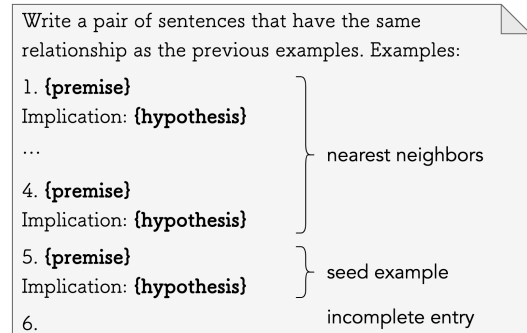 Write a pair of sentences that have the same
relationship as the previous examples. Examples:
1. {premise}
Implication: {hypothesis}
...
nearest neighbors
4. {premise}
Implication: {hypothesis}
5. {premise}
Implication: {hypothesis}
seed example
6.
incomplete entry